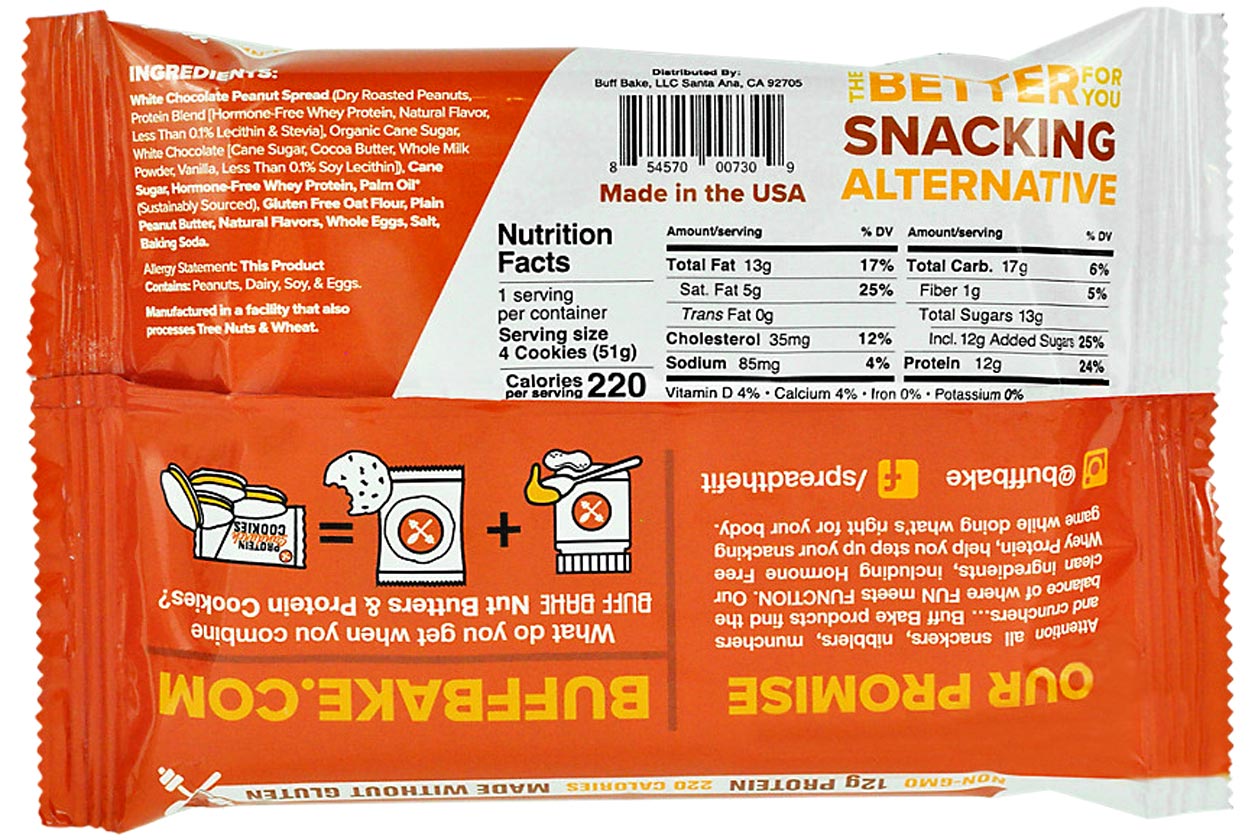 INGREDIENTS:
White Chocolate Peanut Spread (Dry Roasted Peanuts,
Protein Blend [Hormone-Free Whey Protein, Natural Flavor,
Less Than 0.1% Lecithin & Stevia], Organic Cane Sugar,
White Chocolate [Cane Sugar, Cocoa Butter, Whole Milk
Powder, Vanilla, Less Than 0.1% Soy Lecithin]), Cane
Sugar, Hormone-Free Whey Protein, Palm Oil*
(Sustainably Sourced), Gluten Free Oat Flour, Plain
Peanut Butter, Natural Flavors, Whole Eggs, Salt,
Baking Soda.
Allergy Statement: This Product
Contains: Peanuts, Dairy, Soy, & Eggs.
Manufactured in a facility that also
processes Tree Nuts & Wheat.
Distributed By:
Buff Bake, LLC Santa Ana, CA 92705
8 54570 00730 9
Made in the USA
THE BETTER FOR YOU
SNACKING
ALTERNATIVE
Nutrition
Facts
1 serving
per container
Serving size
4 Cookies (51g)
Calories
per serving 220
Amount/serving % DV
Total Fat 13g 17%
Sat. Fat 5g 25%
Trans Fat 0g
Cholesterol 35mg 12%
Sodium 85mg 4%
Amount/serving % DV
Total Carb. 17g 6%
Fiber 1g 5%
Total Sugars 13g
Incl. 12g Added Sugars 25%
Protein 12g 24%
Vitamin D 4% • Calcium 4% • Iron 0% • Potassium 0%
NON-GMO 12g PROTEIN 220 CALORIES MADE WITHOUT GLUTEN
OUR PROMISE
Attention all snackers, nibblers, munchers
and crunchers.... Buff Bake products find the
balance of where FUN meets FUNCTION. Our
clean ingredients, including Hormone Free
Whey Protein, help you step up your snacking
game while doing what's right for your body.
@buffbake f /spreadthefit
BUFFBAKE.COM
What do you get when you combine
BUFF BAKE Nut Butters & Protein Cookies?
+ =
PROTEIN
Sandwich
COOKIES